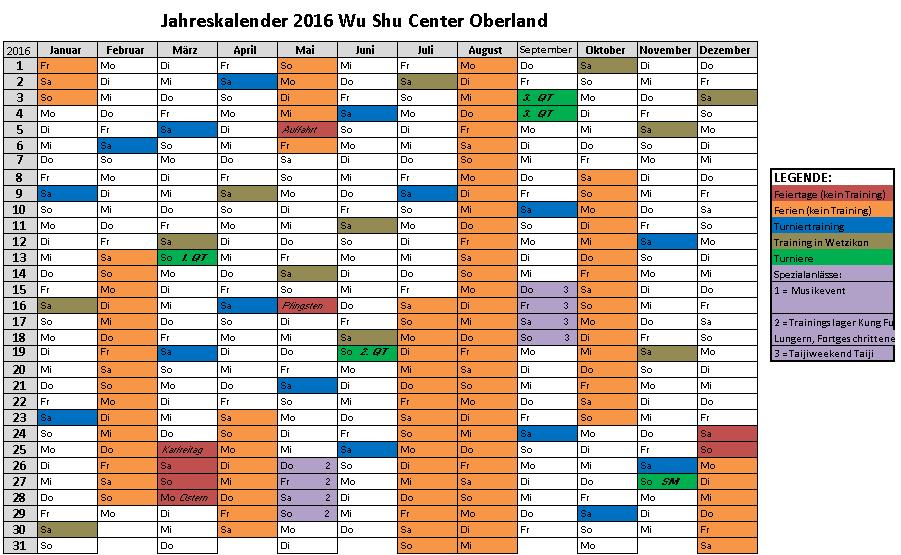 Jahreskalender 2016 Wu Shu Center Oberland
2016 Januar Februar März April Mai Juni Juli August September Oktober November Dezember
1 Fr Mo Di Fr So Mi Fr Mo Do Sa Di Do
2 Sa Di Mi Sa Mo Do Sa Di Fr So Mi Fr
3 So Mi Do So Di Fr So Mi 3. QT Mo Do Sa
4 Mo Do Fr Mo Mi Sa Mo Do 3. QT Di Fr So
5 Di Fr Sa Di Auffahrt So Di Fr Mo Mi Sa Mo
6 Mi Sa So Mi Fr Mo Mi Sa Di Do So Di
7 Do So Mo Do Sa Di Do So Mi Fr Mo Mi
8 Fr Mo Di Fr So Mi Fr Mo Do Sa Di Do
9 Sa Di Mi Sa Mo Do Sa Di Fr So Mi Fr
10 So Mi Do So Di Fr So Mi Sa Mo Do Sa
11 Mo Do Fr Mo Mi Sa Mo Do So Di Fr So
12 Di Fr Sa Di Do So Di Fr Mo Mi Sa Mo
13 Mi Sa So 1. QT Mi Fr Mo Mi Sa Di Do So Di
14 Do So Mo Do Sa Di Do So Mi Fr Mo Mi
15 Fr Mo Di Fr So Mi Fr Mo Do 3 Sa Di Do
16 Sa Di Mi Sa Pfingsten Do Sa Di Fr 3 So Mi Fr
17 So Mi Do So Di Fr So Mi Sa 3 Mo Do Sa
18 Mo Do Fr Mo Mi Sa Mo Do So 3 Di Fr So
19 Di Fr Sa Di Do So 2. QT Di Fr Mo Mi Sa Mo
20 Mi Sa So Mi Fr Mo Mi Sa Di Do So Di
21 Do So Mo Do Sa Di Do So Mi Fr Mo Mi
22 Fr Mo Di Fr So Mi Fr Mo Do Sa Di Do
23 Sa Di Mi Sa Mo Do Sa Di Fr So Mi Fr
24 So Mi Do So Di Fr So Mi Sa Mo Do Sa
25 Mo Do Karfreitag Mo Mi Sa Mo Do So Di Fr So
26 Di Fr Sa Di Do 2 So Di Fr Mo Mi Sa Mo
27 Mi Sa So Mi Fr 2 Mo Mi Sa Di Do So SM Di
28 Do So Mo Ostern Do Sa 2 Di Do So Mi Fr Mo Mi
29 Fr Mo Di Fr So 2 Mi Fr Mo Do Sa Di Do
30 Sa Mi Sa Mo Do Sa Di Fr So Mi Fr
31 So Do Di So Mi Mo Sa
LEGENDE:
Feiertage (kein Training)
Ferien (kein Training)
Turniertraining
Training in Wetzikon
Turniere
Spezialanlässe:
1 = Musikevent
2 = Trainingslager Kung Fu
Lungern, Fortgeschrittene
3 = Taijiweekend Taiji